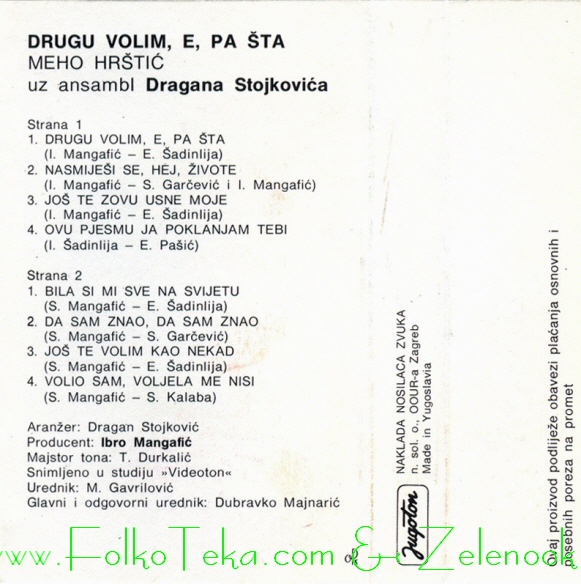 DRUGU VOLIM, E, PA ŠTA
MEHO HRŠTIĆ
uz ansambl Dragana Stojkovića
Strana 1
1. DRUGU VOLIM, E, PA ŠTA
(I. Mangafić – E. Šadinlija)
2. NASMIJEŠI SE, HEJ, ŽIVOTE
(I. Mangafić – S. Garčević i I. Mangafić)
3. JOŠ TE ZOVU USNE MOJE
(I. Mangafić – E. Šadinlija)
4. OVU PJESMU JA POKLANJAM TEBI
(I. Šadinlija – E. Pašić)
Strana 2
1. BILA SI MI SVE NA SVIJETU
(S. Mangafić – E. Šadinlija)
2. DA SAM ZNAO, DA SAM ZNAO
(S. Mangafić – S. Garčević)
3. JOŠ TE VOLIM KAO NEKAD
(S. Mangafić – E. Šadinlija)
4. VOLIO SAM, VOLJELA ME NISI
(S. Mangafić – S. Kalaba)
Aranžer: Dragan Stojković
Producent: Ibro Mangafić
Majstor tona: T. Durkalić
Snimljeno u studiju »Videoton«
Urednik: M. Gavrilović
Glavni i odgovorni urednik: Dubravko Majnarić
NAKLADA NOSILACA ZVUKA
n. sol. o., OOUR-a Zagreb
Made in Yugoslavia
Jugoton
Ovaj proizvod podliježe obavezi plaćanja osnovnih i
posebnih poreza na promet
www.FolkoTeka.com & Zelenooki